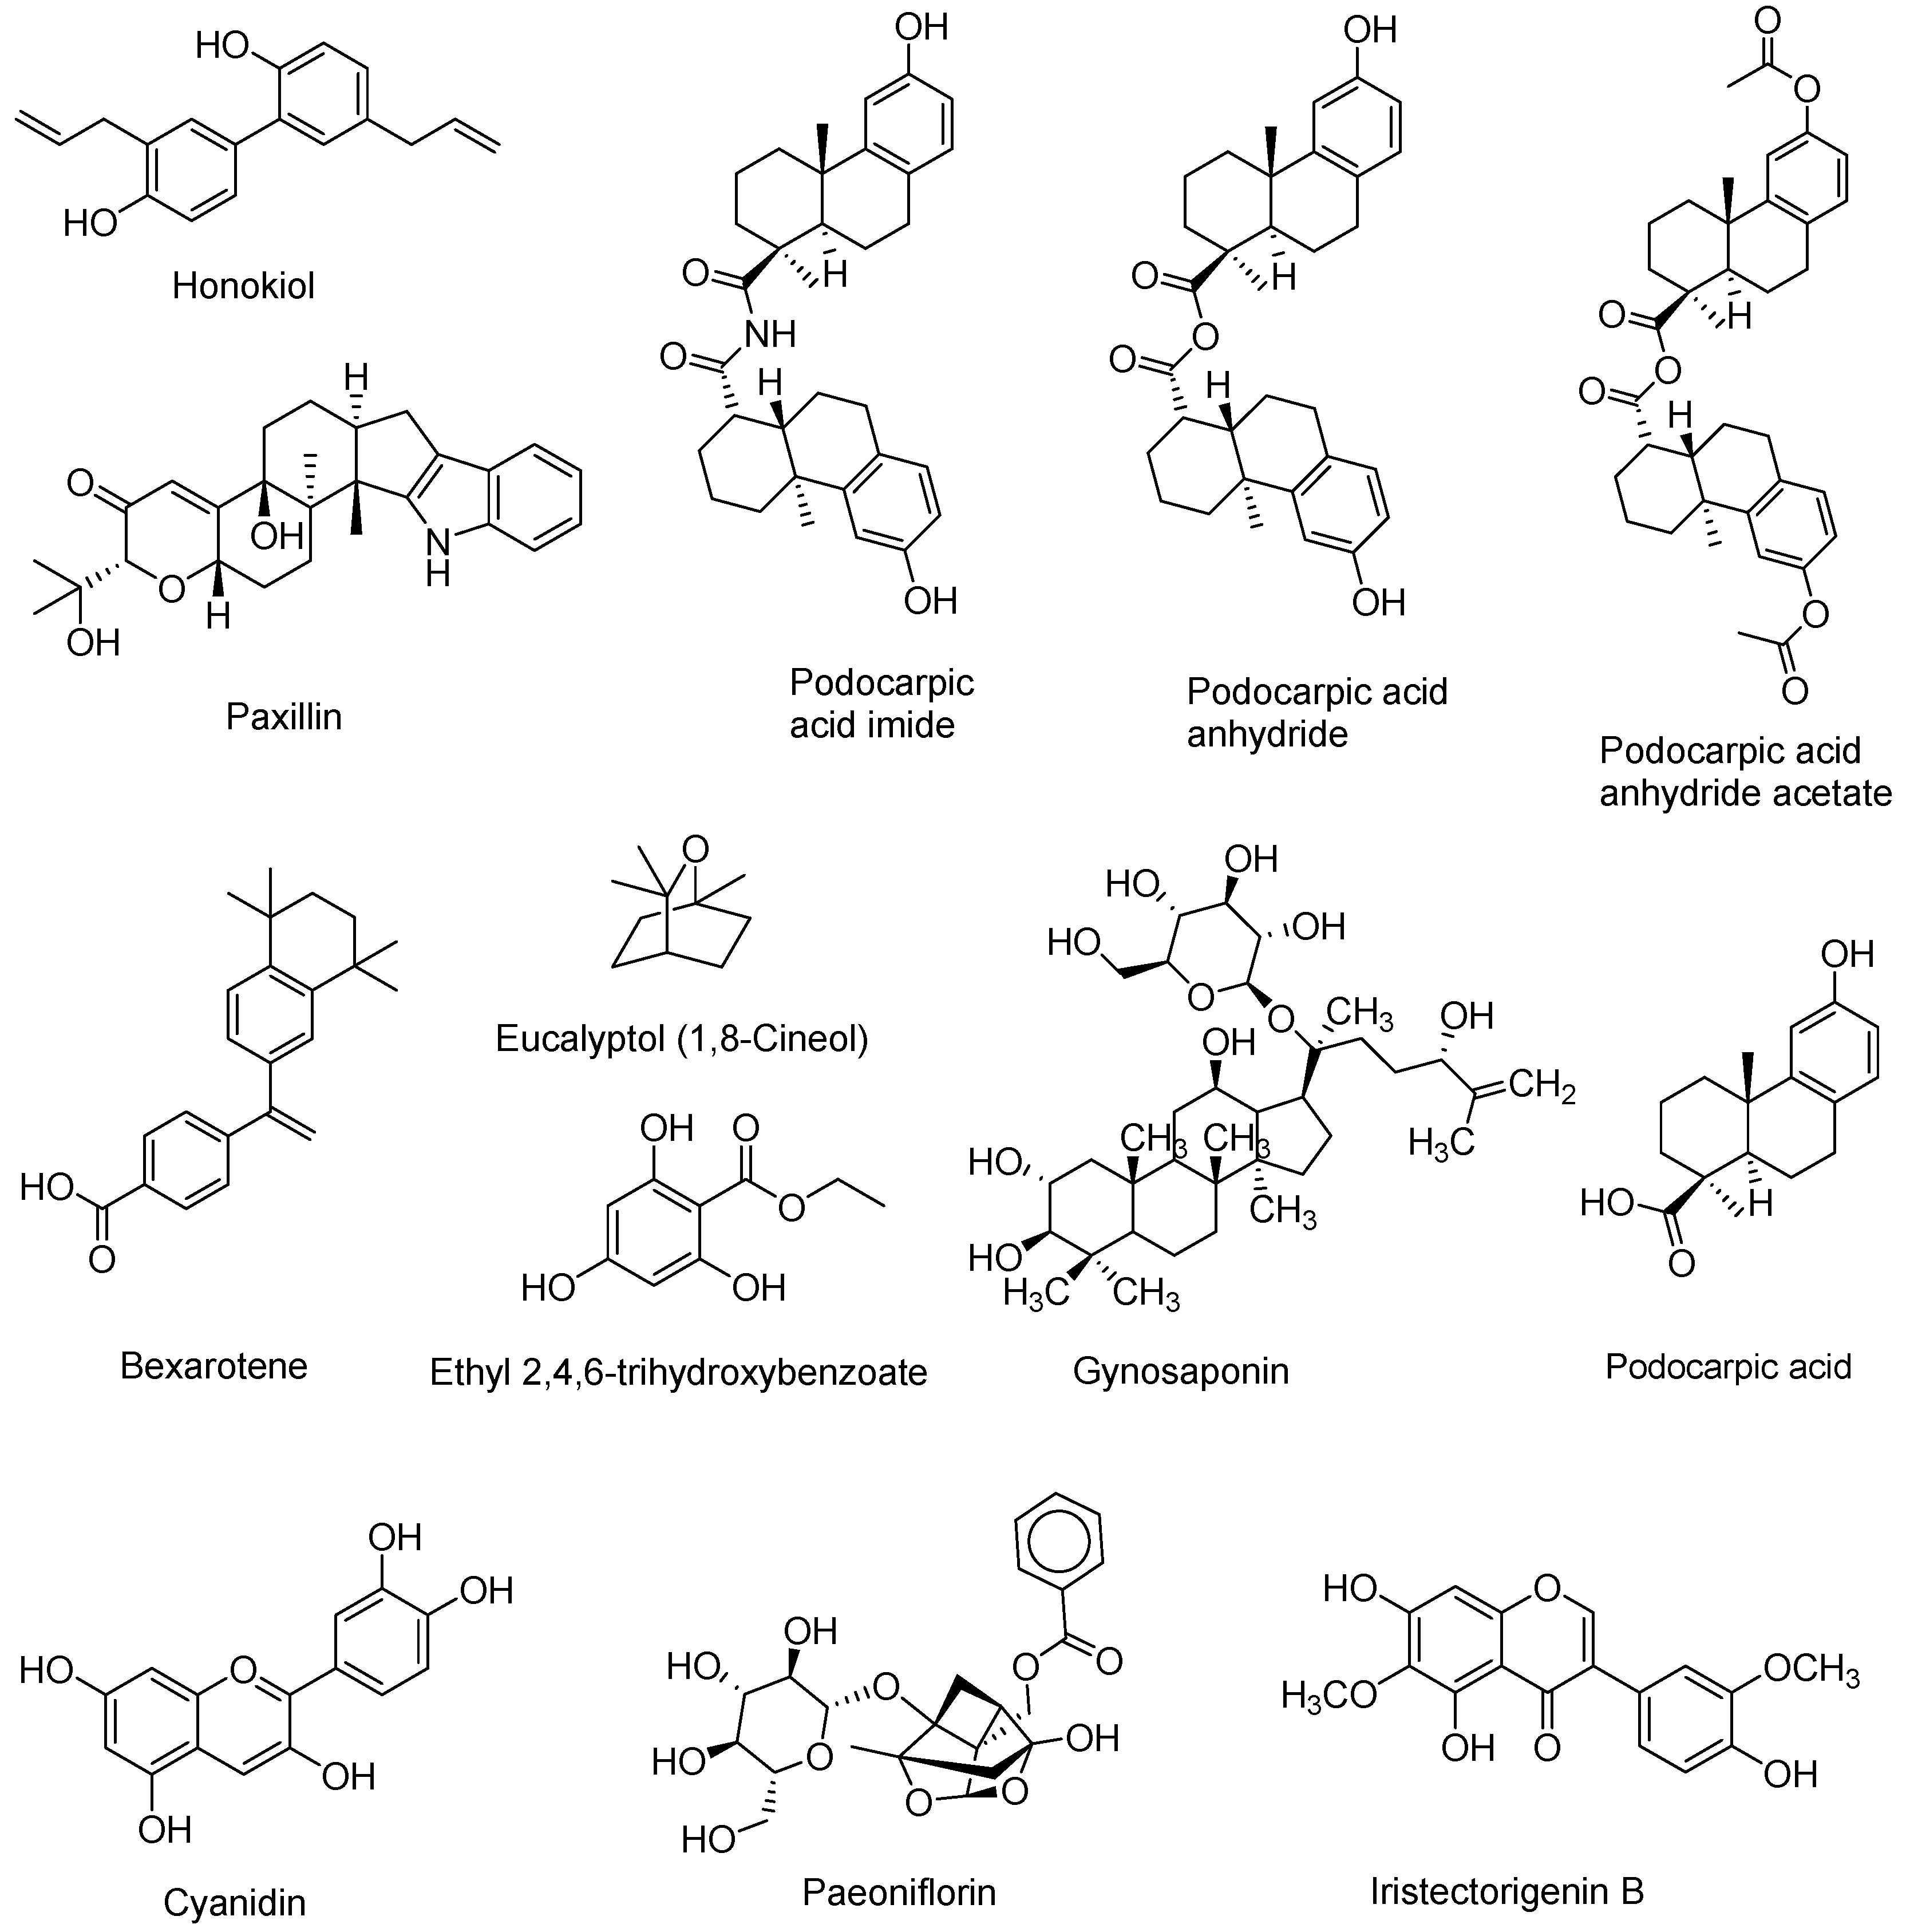 HO
HO
Honokiol
OH
O
NH
O
H
H
OH
Podocarpic
acid imide
OH
O
H
O
O
H
OH
Podocarpic acid
anhydride
O
O
O
H
O
O
H
O
O
Podocarpic acid
anhydride acetate
H
O
OH
N
H
O
H
OH
Paxillin
HO
O
Bexarotene
O
Eucalyptol (1,8-Cineol)
OH
O
O
HO
OH
Ethyl 2,4,6-trihydroxybenzoate
OH
HO
OH
HO
O
O
CH3
OH
OH
CH2
H3C
CH3
CH3
HO
CH3
HO
H3C
CH3
Gynosaponin
OH
HO
H
O
Podocarpic acid
OH
OH
HO
O
OH
OH
Cyanidin
OH
HO
O
O
O
OH
HO
O
O
O
HO
Paeoniflorin
HO
O
OCH3
H3CO
OH
O
OH
Iristectorigenin B